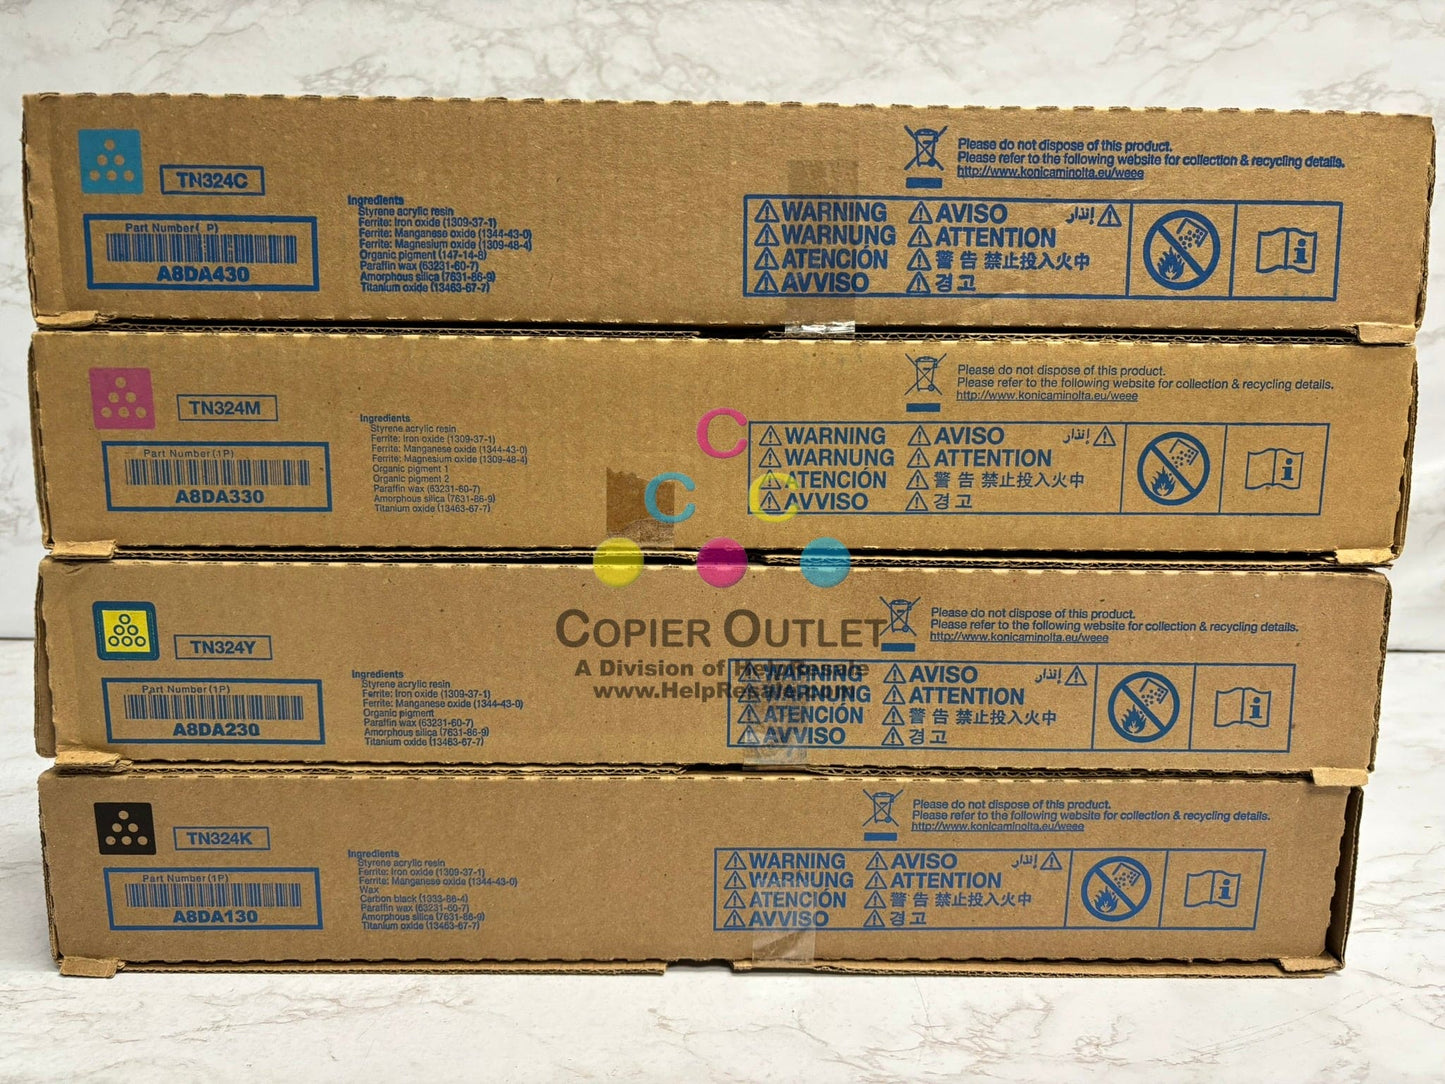 TN324C
Part Number( P)
A8DA430
Ingredients
Styrene acrylic resin
Ferrite: Iron oxide (1309-37-1)
Ferrite: Manganese oxide (1344-43-0)
Ferrite: Magnesium oxide (1309-48-4)
Organic pigment (147-14-8)
Paraffin wax (63231-60-7)
Amorphous silica (7631-86-9)
Titanium oxide (13463-67-7)
Please do not dispose of this product.
Please refer to the following website for collection & recycling details.
http://www.konicaminolta.eu/weee
WARNING AVISO إنذار
WARNUNG ATTENTION
ATENCIÓN 警告 禁止投入火中
AVVISO 경고
TN324M
Part Number (1P)
A8DA330
Ingredients
Styrene acrylic resin
Ferrite: Iron oxide (1309-37-1)
Ferrite: Manganese oxide (1344-43-0)
Ferrite: Magnesium oxide (1309-48-4)
Organic pigment 1
Organic pigment 2
Paraffin wax (63231-60-7)
Amorphous silica (7631-86-9)
Titanium oxide (13463-67-7)
Please do not dispose of this product.
Please refer to the following website for collection & recycling details.
http://www.konicaminolta.eu/weee
WARNING AVISO إنذار
WARNUNG ATTENTION
ATENCIÓN 警告 禁止投入火中
AVVISO 경고
C
C C
COPIER OUTLET
A Division of HelpResale
www.HelpResale.com
TN324Y
Part Number (1P)
A8DA230
Ingredients
Styrene acrylic resin
Ferrite: Iron oxide (1309-37-1)
Ferrite: Manganese oxide (1344-43-0)
Organic pigment
Paraffin wax (63231-60-7)
Amorphous silica (7631-86-9)
Titanium oxide (13463-67-7)
Please do not dispose of this product.
Please refer to the following website for collection & recycling details.
http://www.konicaminolta.eu/weee
WARNING AVISO إنذار
WARNUNG ATTENTION
ATENCIÓN 警告 禁止投入火中
AVVISO 경고
TN324K
Part Number (1P)
A8DA130
Ingredients
Styrene acrylic resin
Ferrite: Iron oxide (1309-37-1)
Ferrite: Manganese oxide (1344-43-0)
Wax
Carbon black (1333-86-4)
Paraffin wax (63231-60-7)
Amorphous silica (7631-86-9)
Titanium oxide (13463-67-7)
Please do not dispose of this product.
Please refer to the following website for collection & recycling details.
http://www.konicaminolta.eu/weee
WARNING AVISO إنذار
WARNUNG ATTENTION
ATENCIÓN 警告 禁止投入火中
AVVISO 경고